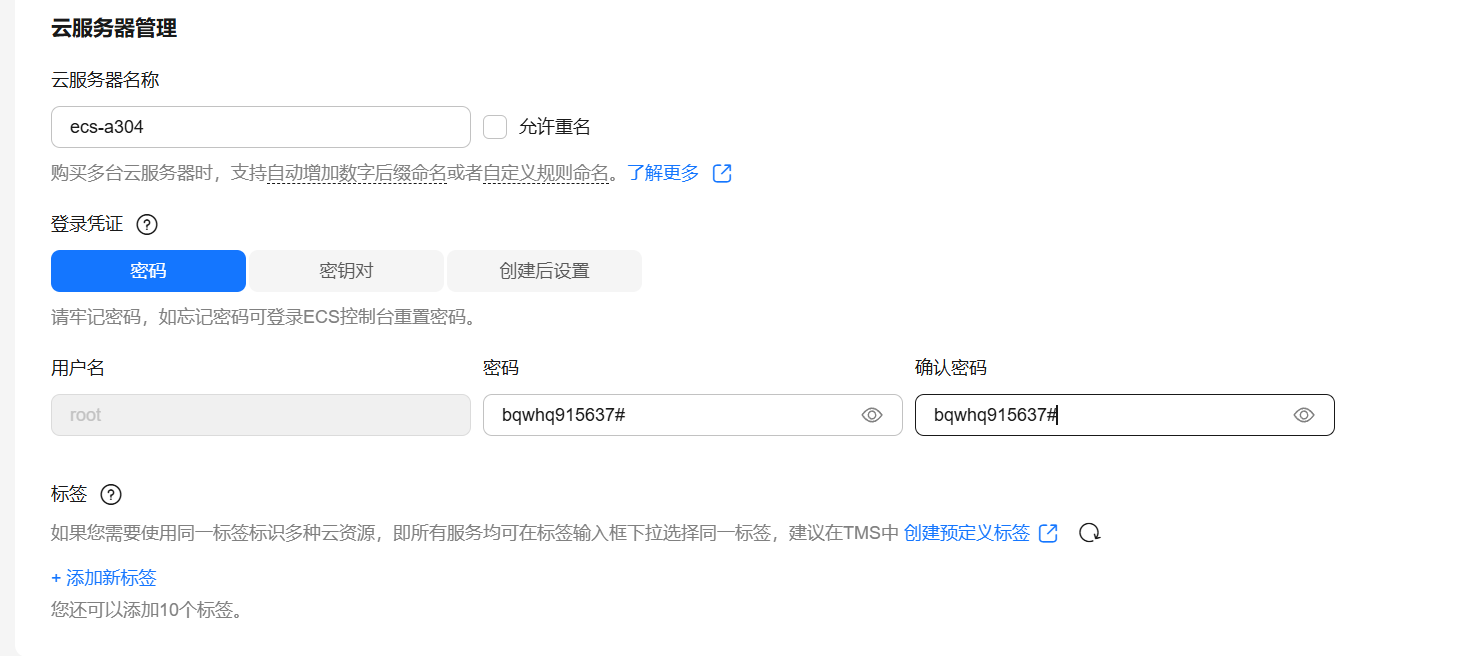 云服务器管理
云服务器名称
ecs-a304
允许重名
购买多台云服务器时，支持自动增加数字后缀命名或者自定义规则命名。了解更多
登录凭证 ?
密码 密钥对 创建后设置
请牢记密码，如忘记密码可登录ECS控制台重置密码。
用户名 密码 确认密码
root bqwhq915637# bqwhq915637#
标签 ?
如果您需要使用同一标签标识多种云资源，即所有服务均可在标签输入框下拉选择同一标签，建议在TMS中 创建预定义标签
+ 添加新标签
您还可以添加10个标签。